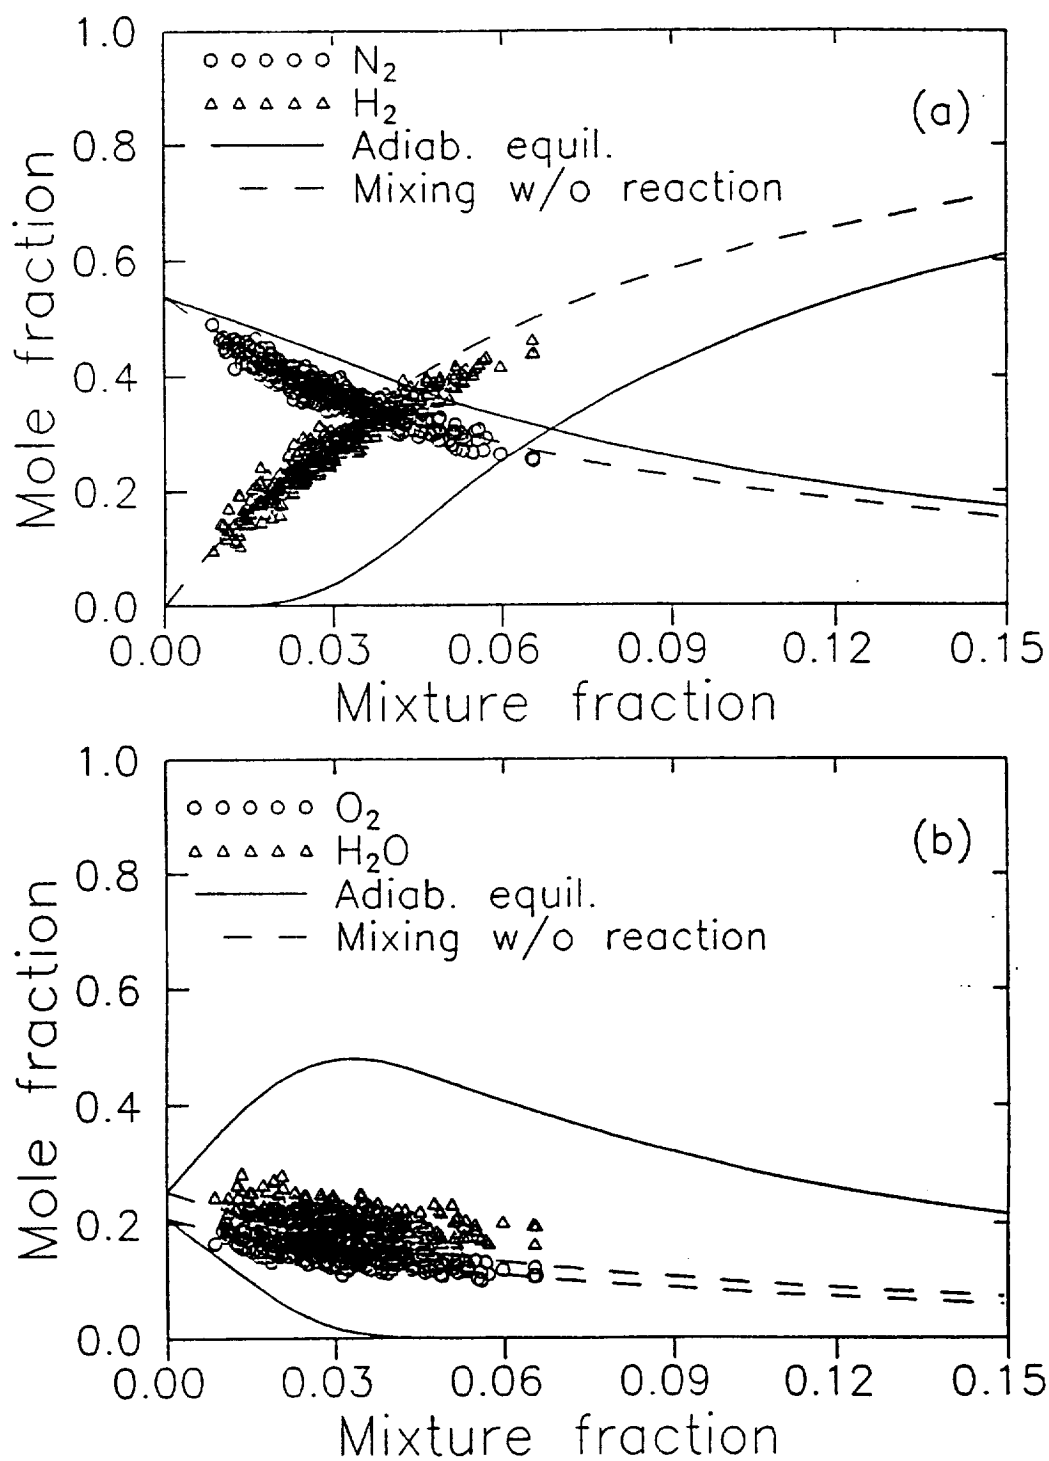 1.0
N2
H2
(a)
0.8
Adiab. equil.
Mixing w/o reaction
Mole fraction
0.6
0.4
0.2
0.0
0.00 0.03 0.06 0.09 0.12 0.15
Mixture fraction
1.0
O2
H2O
(b)
0.8
Adiab. equil.
Mixing w/o reaction
Mole fraction
0.6
0.4
0.2
0.0
0.00 0.03 0.06 0.09 0.12 0.15
Mixture fraction